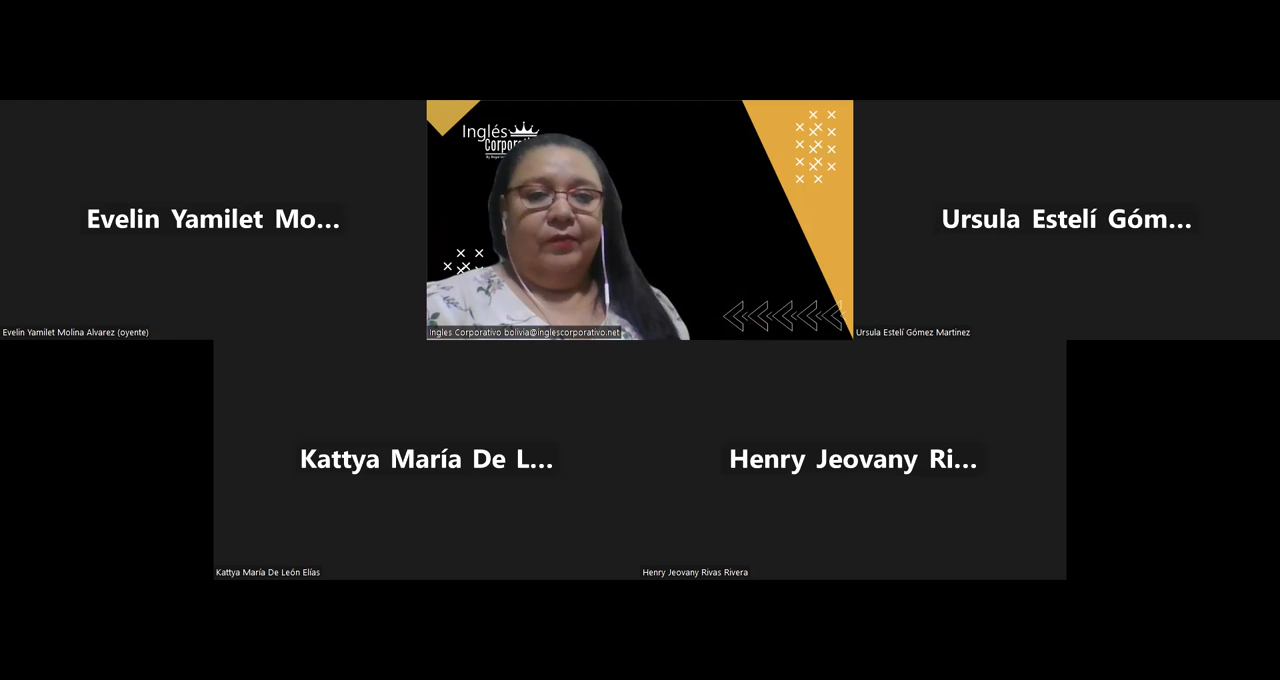 Evelin Yamilet Mo...
Evelin Yamilet Molina Alvarez (oyente)
Inglés
Corpor
Ingles Corporativo bolivia@inglescorporativo.net
Ursula Estelí Góm...
Ursula Estelí Gómez Martinez
Kattya María De L...
Kattya María De León Elías
Henry Jeovany Ri...
Henry Jeovany Rivas Rivera